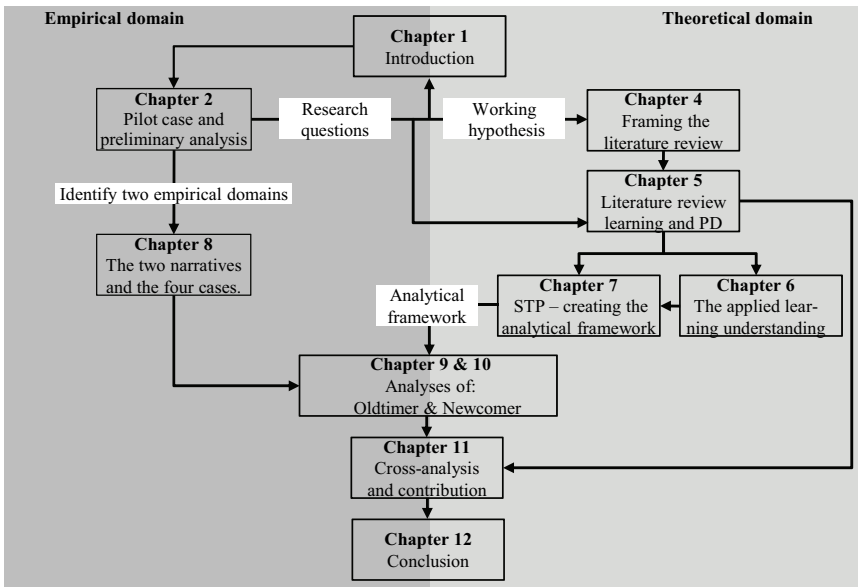 Empirical domain
Theoretical domain
Chapter 1
Introduction
Chapter 2
Pilot case and
preliminary analysis
Research
questions
Working
hypothesis
Chapter 4
Framing the
literature review
Identify two empirical domains
Chapter 5
Literature review
learning and PD
Chapter 8
The two narratives
and the four cases.
Analytical
framework
Chapter 7
STP – creating the
analytical framework
Chapter 6
The applied lear-
ning understanding
Chapter 9 & 10
Analyses of:
Oldtimer & Newcomer
Chapter 11
Cross-analysis
and contribution
Chapter 12
Conclusion